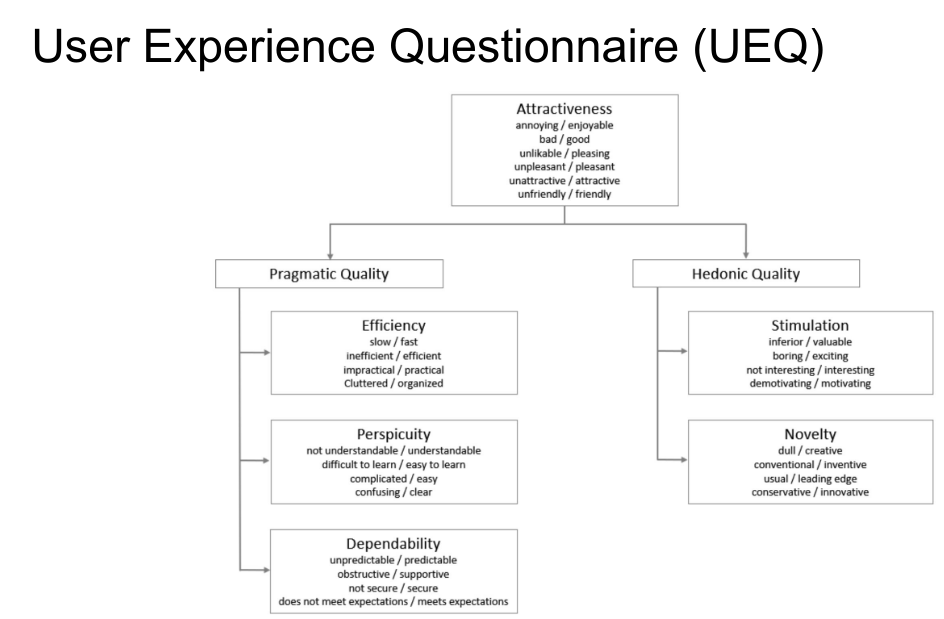 User Experience Questionnaire (UEQ)
Attractiveness
annoying / enjoyable
bad / good
unlikable / pleasing
unpleasant / pleasant
unattractive / attractive
unfriendly / friendly
Pragmatic Quality
Hedonic Quality
Efficiency
slow / fast
inefficient / efficient
impractical / practical
Cluttered / organized
Stimulation
inferior / valuable
boring / exciting
not interesting / interesting
demotivating / motivating
Perspicuity
not understandable / understandable
difficult to learn / easy to learn
complicated / easy
confusing / clear
Novelty
dull / creative
conventional / inventive
usual / leading edge
conservative / innovative
Dependability
unpredictable / predictable
obstructive / supportive
not secure / secure
does not meet expectations / meets expectations